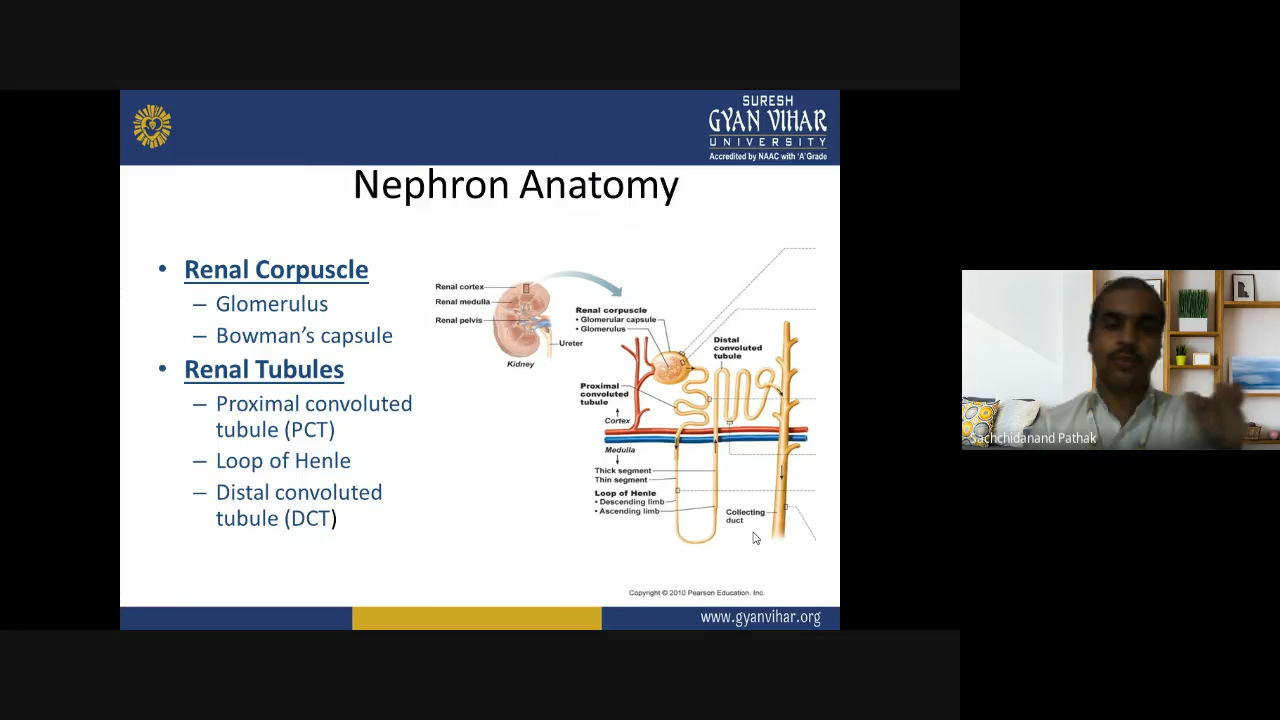 SURESH
GYAN VIHAR
UNIVERSITY
Accredited by NAAC with 'A' Grade
Nephron Anatomy
• Renal Corpuscle
– Glomerulus
– Bowman's capsule
• Renal Tubules
– Proximal convoluted
tubule (PCT)
– Loop of Henle
– Distal convoluted
tubule (DCT)
Renal cortex
Renal medulla
Renal pelvis
Ureter
Kidney
Renal corpuscle
• Glomerular capsule
• Glomerulus
Distal
convoluted
tubule
Proximal
convoluted
tubule
Cortex
Medulla
Thick segment
Thin segment
Loop of Henle
• Descending limb
• Ascending limb
Collecting
duct
Copyright © 2010 Pearson Education, Inc.
www.gyanvihar.org
Sachchidanand Pathak